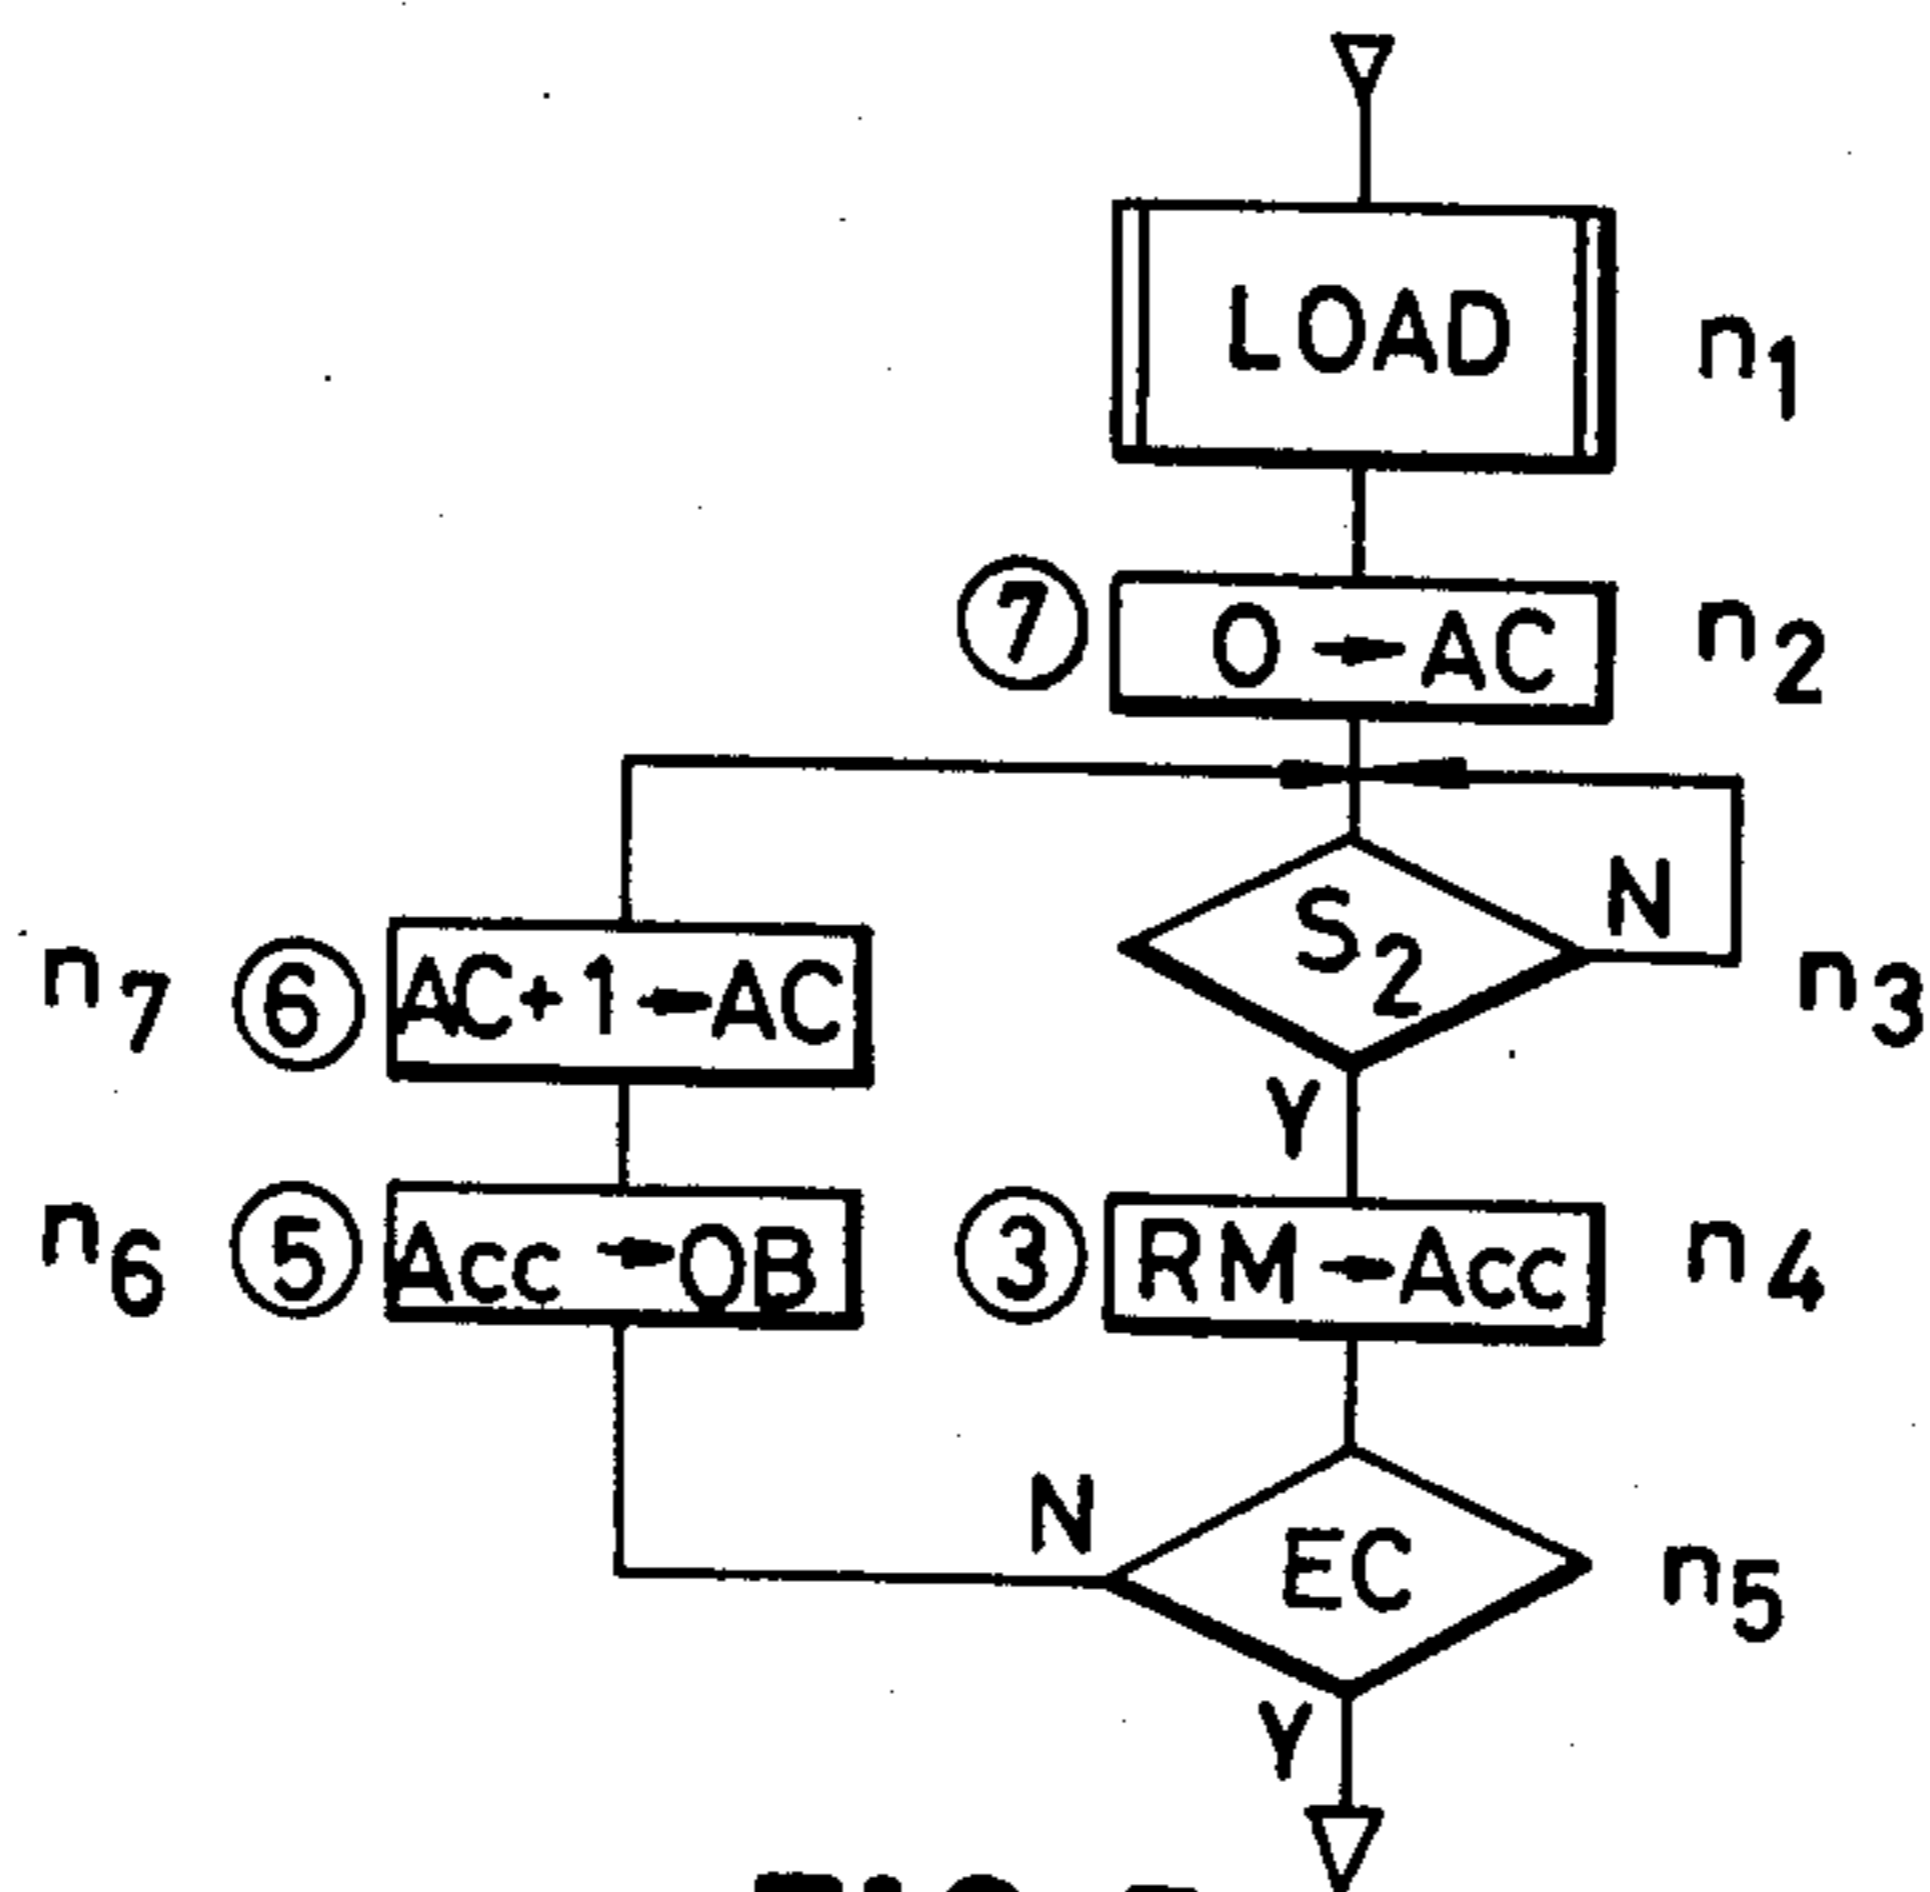 LOAD n1
7 O → AC n2
N
S2 n3
n7 6 AC+1 → AC
Y
n6 5 Acc → OB
3 RM → Acc n4
N
EC n5
Y